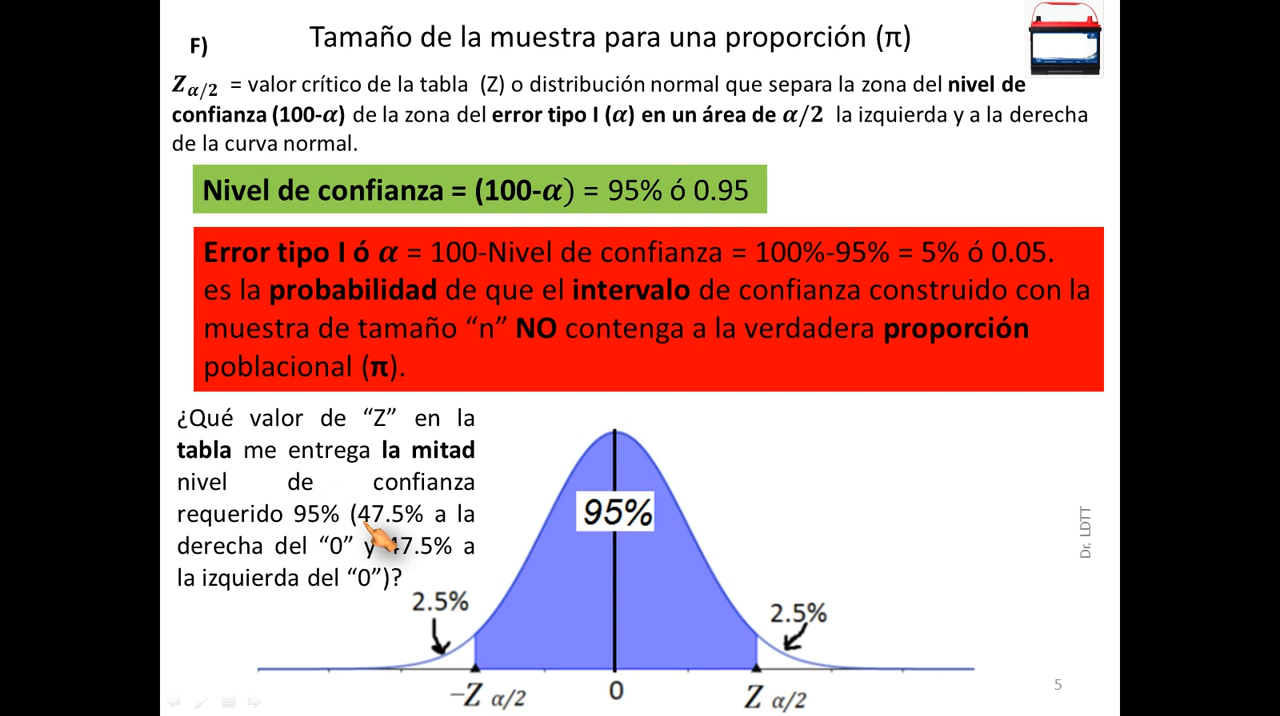 F)
Tamaño de la muestra para una proporción (π)
Z α/2 = valor crítico de la tabla (Z) o distribución normal que separa la zona del nivel de
confianza (100-α) de la zona del error tipo I (α) en un área de α/2 la izquierda y a la derecha
de la curva normal.
Nivel de confianza = (100-α) = 95% ó 0.95
Error tipo I ó α = 100-Nivel de confianza = 100%-95% = 5% ó 0.05.
es la probabilidad de que el intervalo de confianza construido con la
muestra de tamaño “n” NO contenga a la verdadera proporción
poblacional (π).
¿Qué valor de “Z” en la
tabla me entrega la mitad
nivel de confianza
requerido 95% (47.5% a la
derecha del “0” y 47.5% a
la izquierda del “0”)?
95%
2.5%
2.5%
−Z α/2
0
Z α/2
Dr. LDTT
5